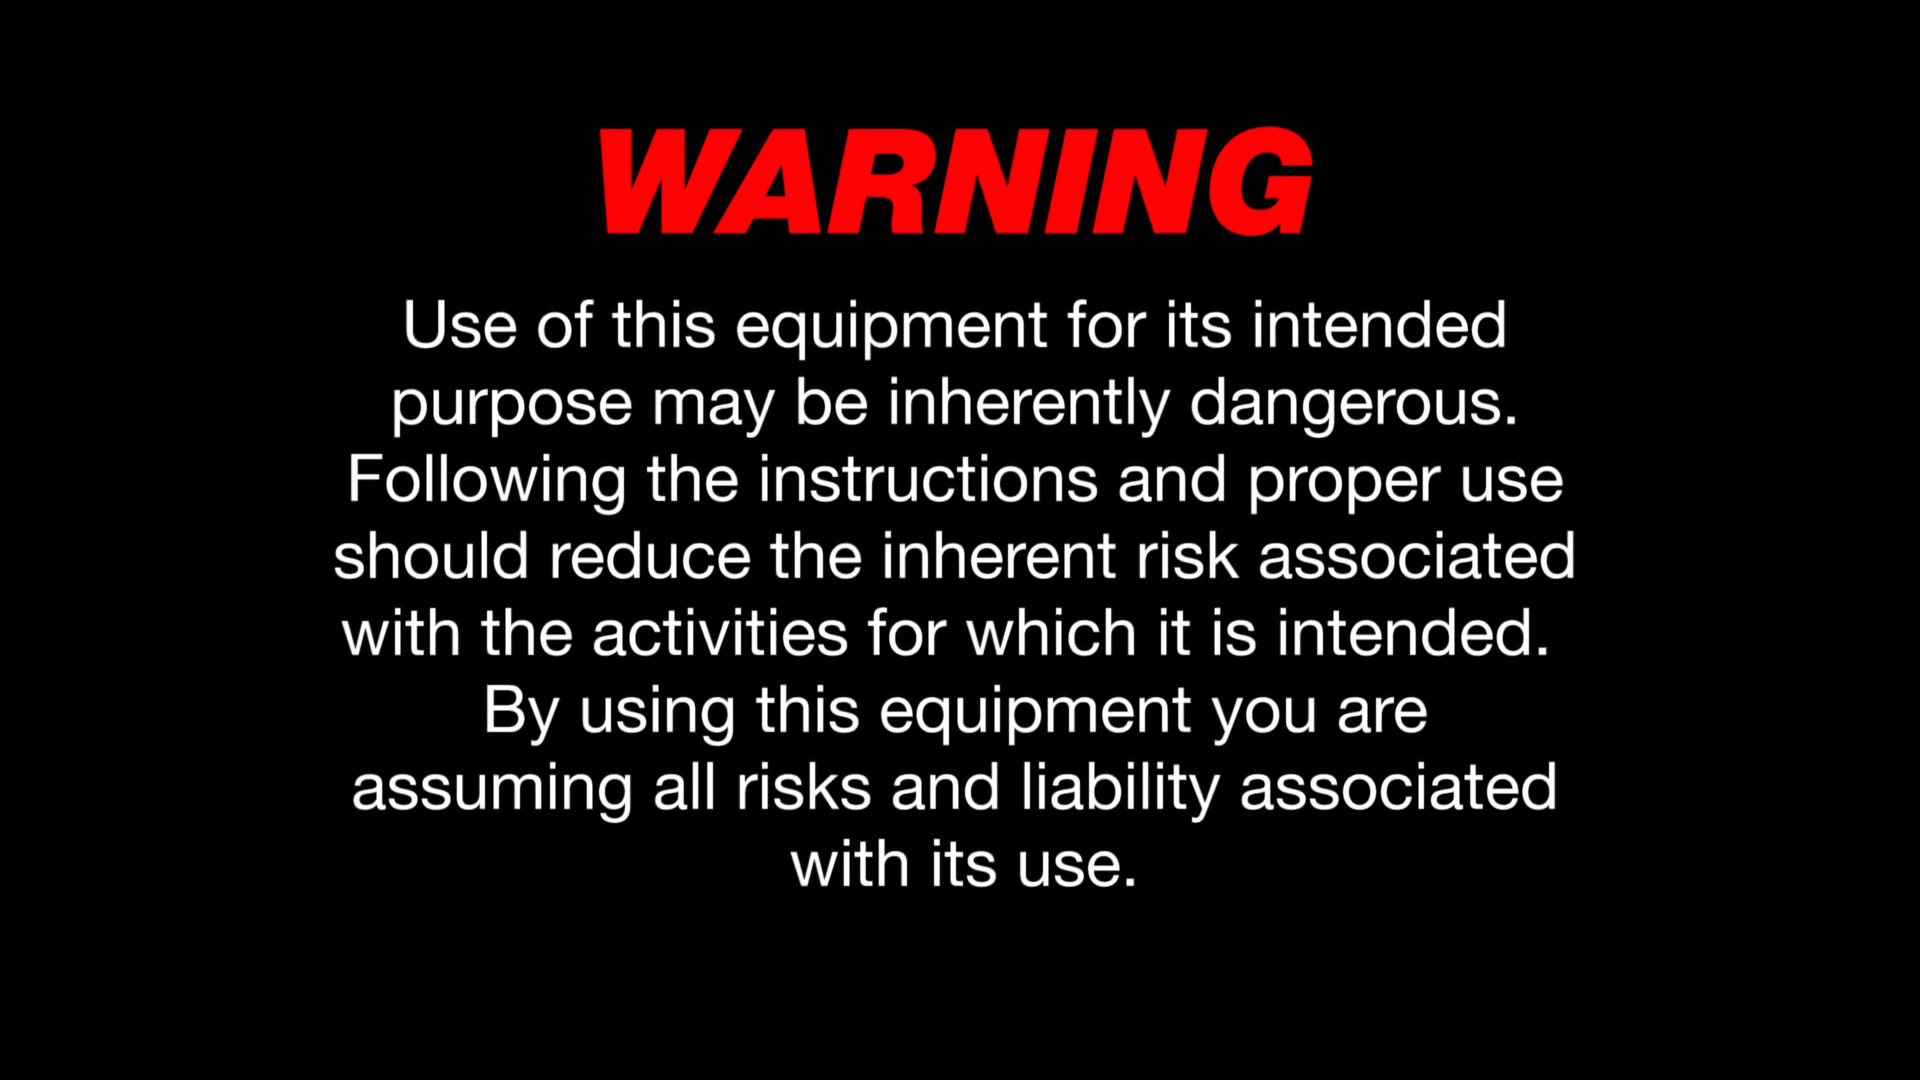 WARNING
Use of this equipment for its intended
purpose may be inherently dangerous.
Following the instructions and proper use
should reduce the inherent risk associated
with the activities for which it is intended.
By using this equipment you are
assuming all risks and liability associated
with its use.